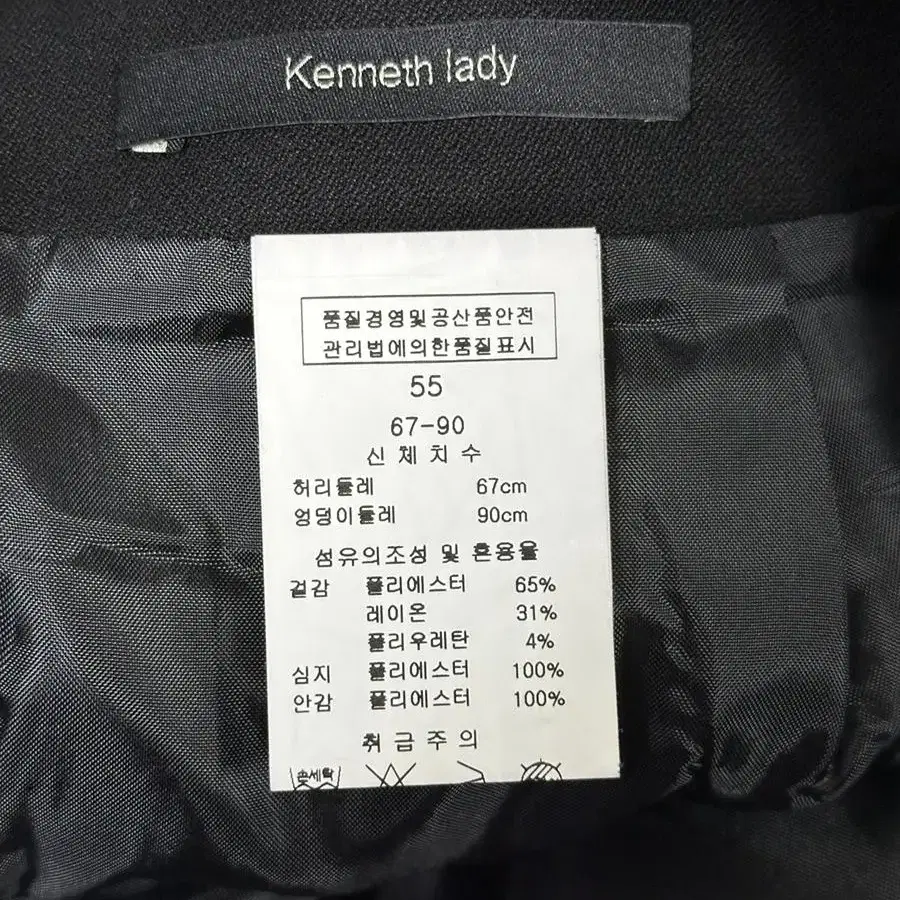 Kenneth lady
품질경영및공산품안전
관리법에의한품질표시
55
67-90
신체치수
허리둘레 67cm
엉덩이둘레 90cm
섬유의조성 및 혼용율
겉감 폴리에스터 65%
레이온 31%
폴리우레탄 4%
심지 폴리에스터 100%
안감 폴리에스터 100%
취급주의
손세탁